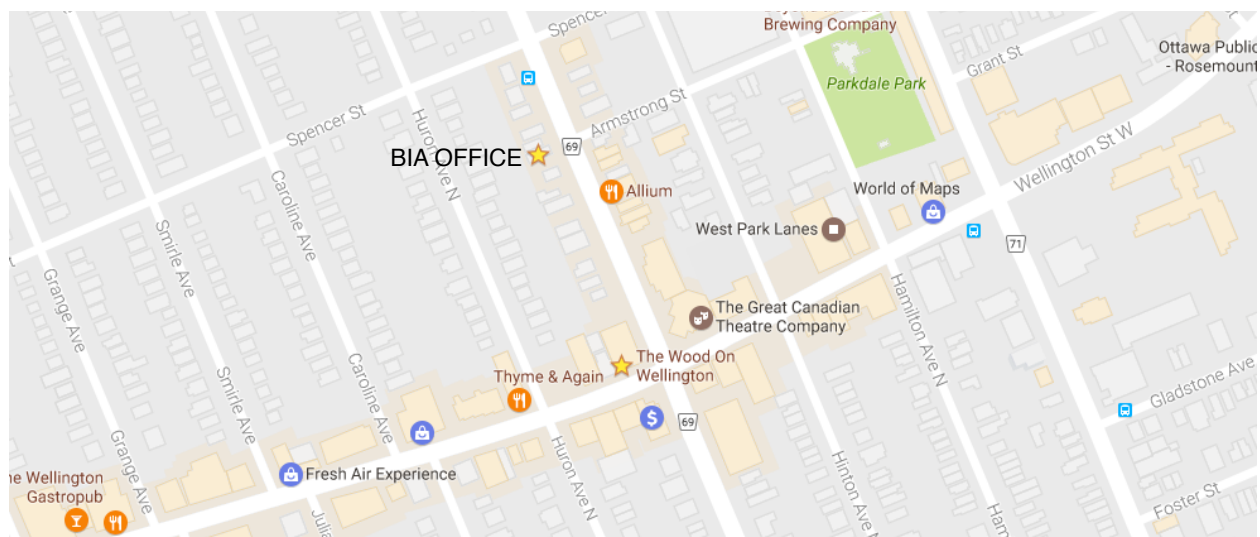 Spencer
Brewing Company
Grant St
Ottawa Public
- Rosemount
Parkdale Park
Spencer St
Huron Ave N
Armstrong St
69
BIA OFFICE
Allium
World of Maps
Wellington St W
West Park Lanes
71
Caroline Ave
Smirle Ave
Grange Ave
The Great Canadian
Theatre Company
Hamilton Ave N
The Wood On
Wellington
Thyme & Again
Caroline Ave
Smirle Ave
Gladstone Ave
$
69
Grange Ave
Huron Ave N
Hinton Ave N
Fresh Air Experience
he Wellington
Gastropub
Julia
Ham
Foster St